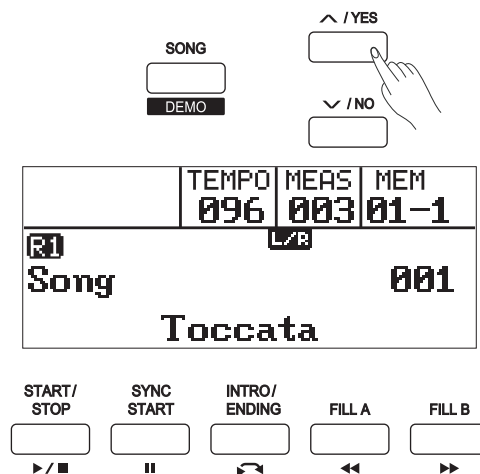 ∧ / YES
SONG
DEMO
∨ / NO
TEMPO MEAS MEM
096 003 01-1
R1 L/R
Song 001
Toccata
START/ STOP
SYNC START
INTRO/ ENDING
FILL A
FILL B